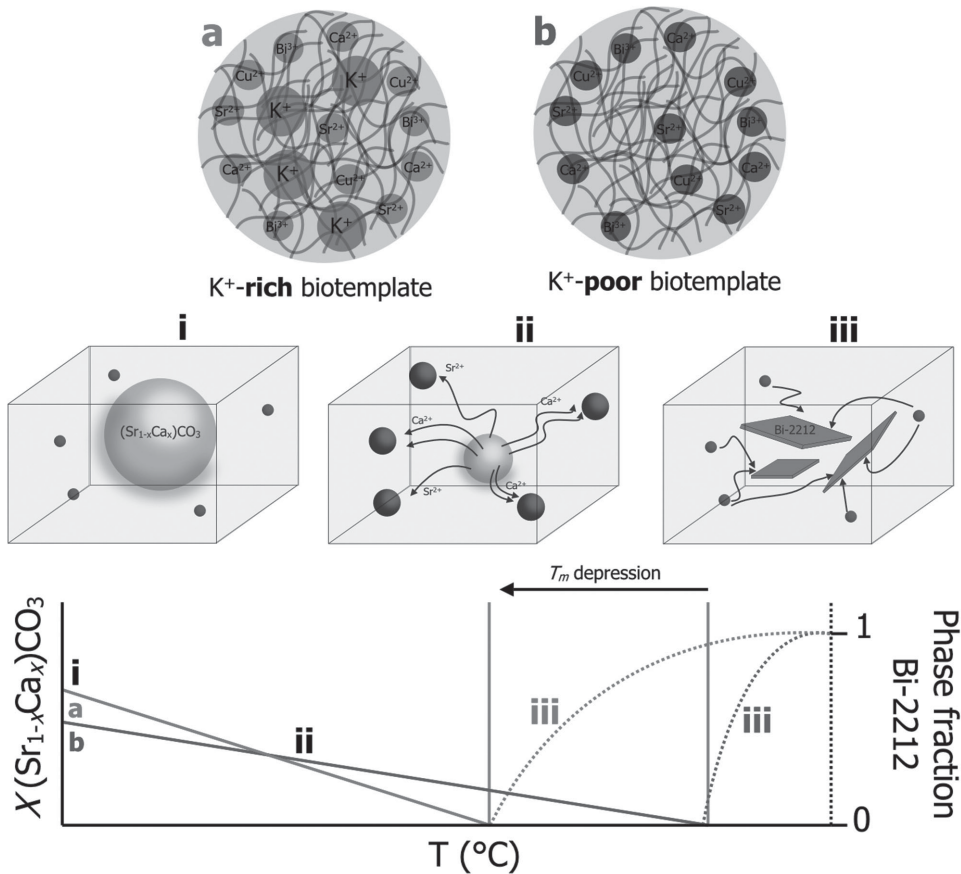 a
Ca²⁺
Bi³⁺
Cu²⁺
K⁺
Cu²⁺
Sr²⁺
K⁺
Sr²⁺
Bi³⁺
Ca²⁺
K⁺
Cu²⁺
Ca²⁺
Bi³⁺
K⁺
Sr²⁺
K⁺-rich biotemplate
b
Ca²⁺
Bi³⁺
Cu²⁺
Cu²⁺
Sr²⁺
Sr²⁺
Bi³⁺
Ca²⁺
Cu²⁺
Ca²⁺
Bi³⁺
Sr²⁺
K⁺-poor biotemplate
i
(Sr₁₋ₓCaₓ)CO₃
ii
Sr²⁺
Ca²⁺
Ca²⁺
Sr²⁺
Ca²⁺
iii
Bi-2212
Tₘ depression
X (Sr₁₋ₓCaₓ)CO₃
i
a
b
ii
iii
iii
1
0
Phase fraction
Bi-2212
T (°C)